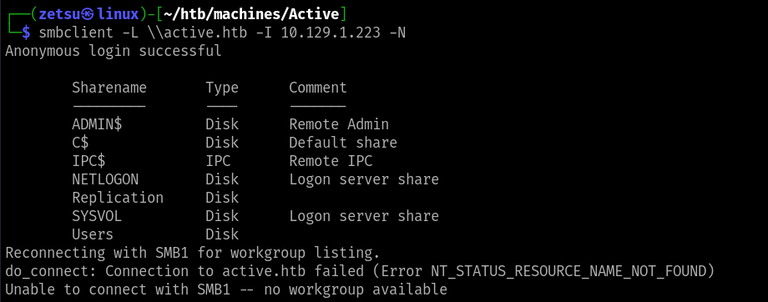 ┌──(zetsu㉿linux)-[~/htb/machines/Active]
└─$ smbclient -L \\active.htb -I 10.129.1.223 -N
Anonymous login successful

        Sharename       Type      Comment
        ---------       ----      -------
        ADMIN$          Disk      Remote Admin
        C$              Disk      Default share
        IPC$            IPC       Remote IPC
        NETLOGON        Disk      Logon server share
        Replication     Disk
        SYSVOL          Disk      Logon server share
        Users           Disk
Reconnecting with SMB1 for workgroup listing.
do_connect: Connection to active.htb failed (Error NT_STATUS_RESOURCE_NAME_NOT_FOUND)
Unable to connect with SMB1 -- no workgroup available